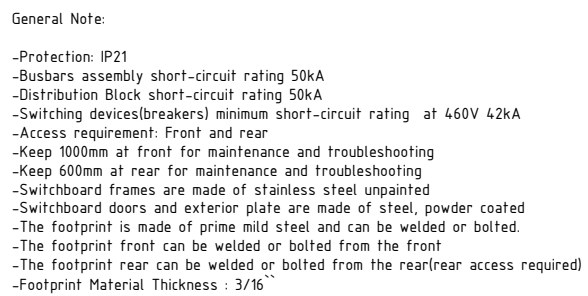 General Note:
-Protection: IP21
-Busbars assembly short-circuit rating 50kA
-Distribution Block short-circuit rating 50kA
-Switching devices(breakers) minimum short-circuit rating  at 460V 42kA
-Access requirement: Front and rear
-Keep 1000mm at front for maintenance and troubleshooting
-Keep 600mm at rear for maintenance and troubleshooting
-Switchboard frames are made of stainless steel unpainted
-Switchboard doors and exterior plate are made of steel, powder coated
-The footprint is made of prime mild steel and can be welded or bolted.
-The footprint front can be welded or bolted from the front
-The footprint rear can be welded or bolted from the rear(rear access required)
-Footprint Material Thickness : 3/16``